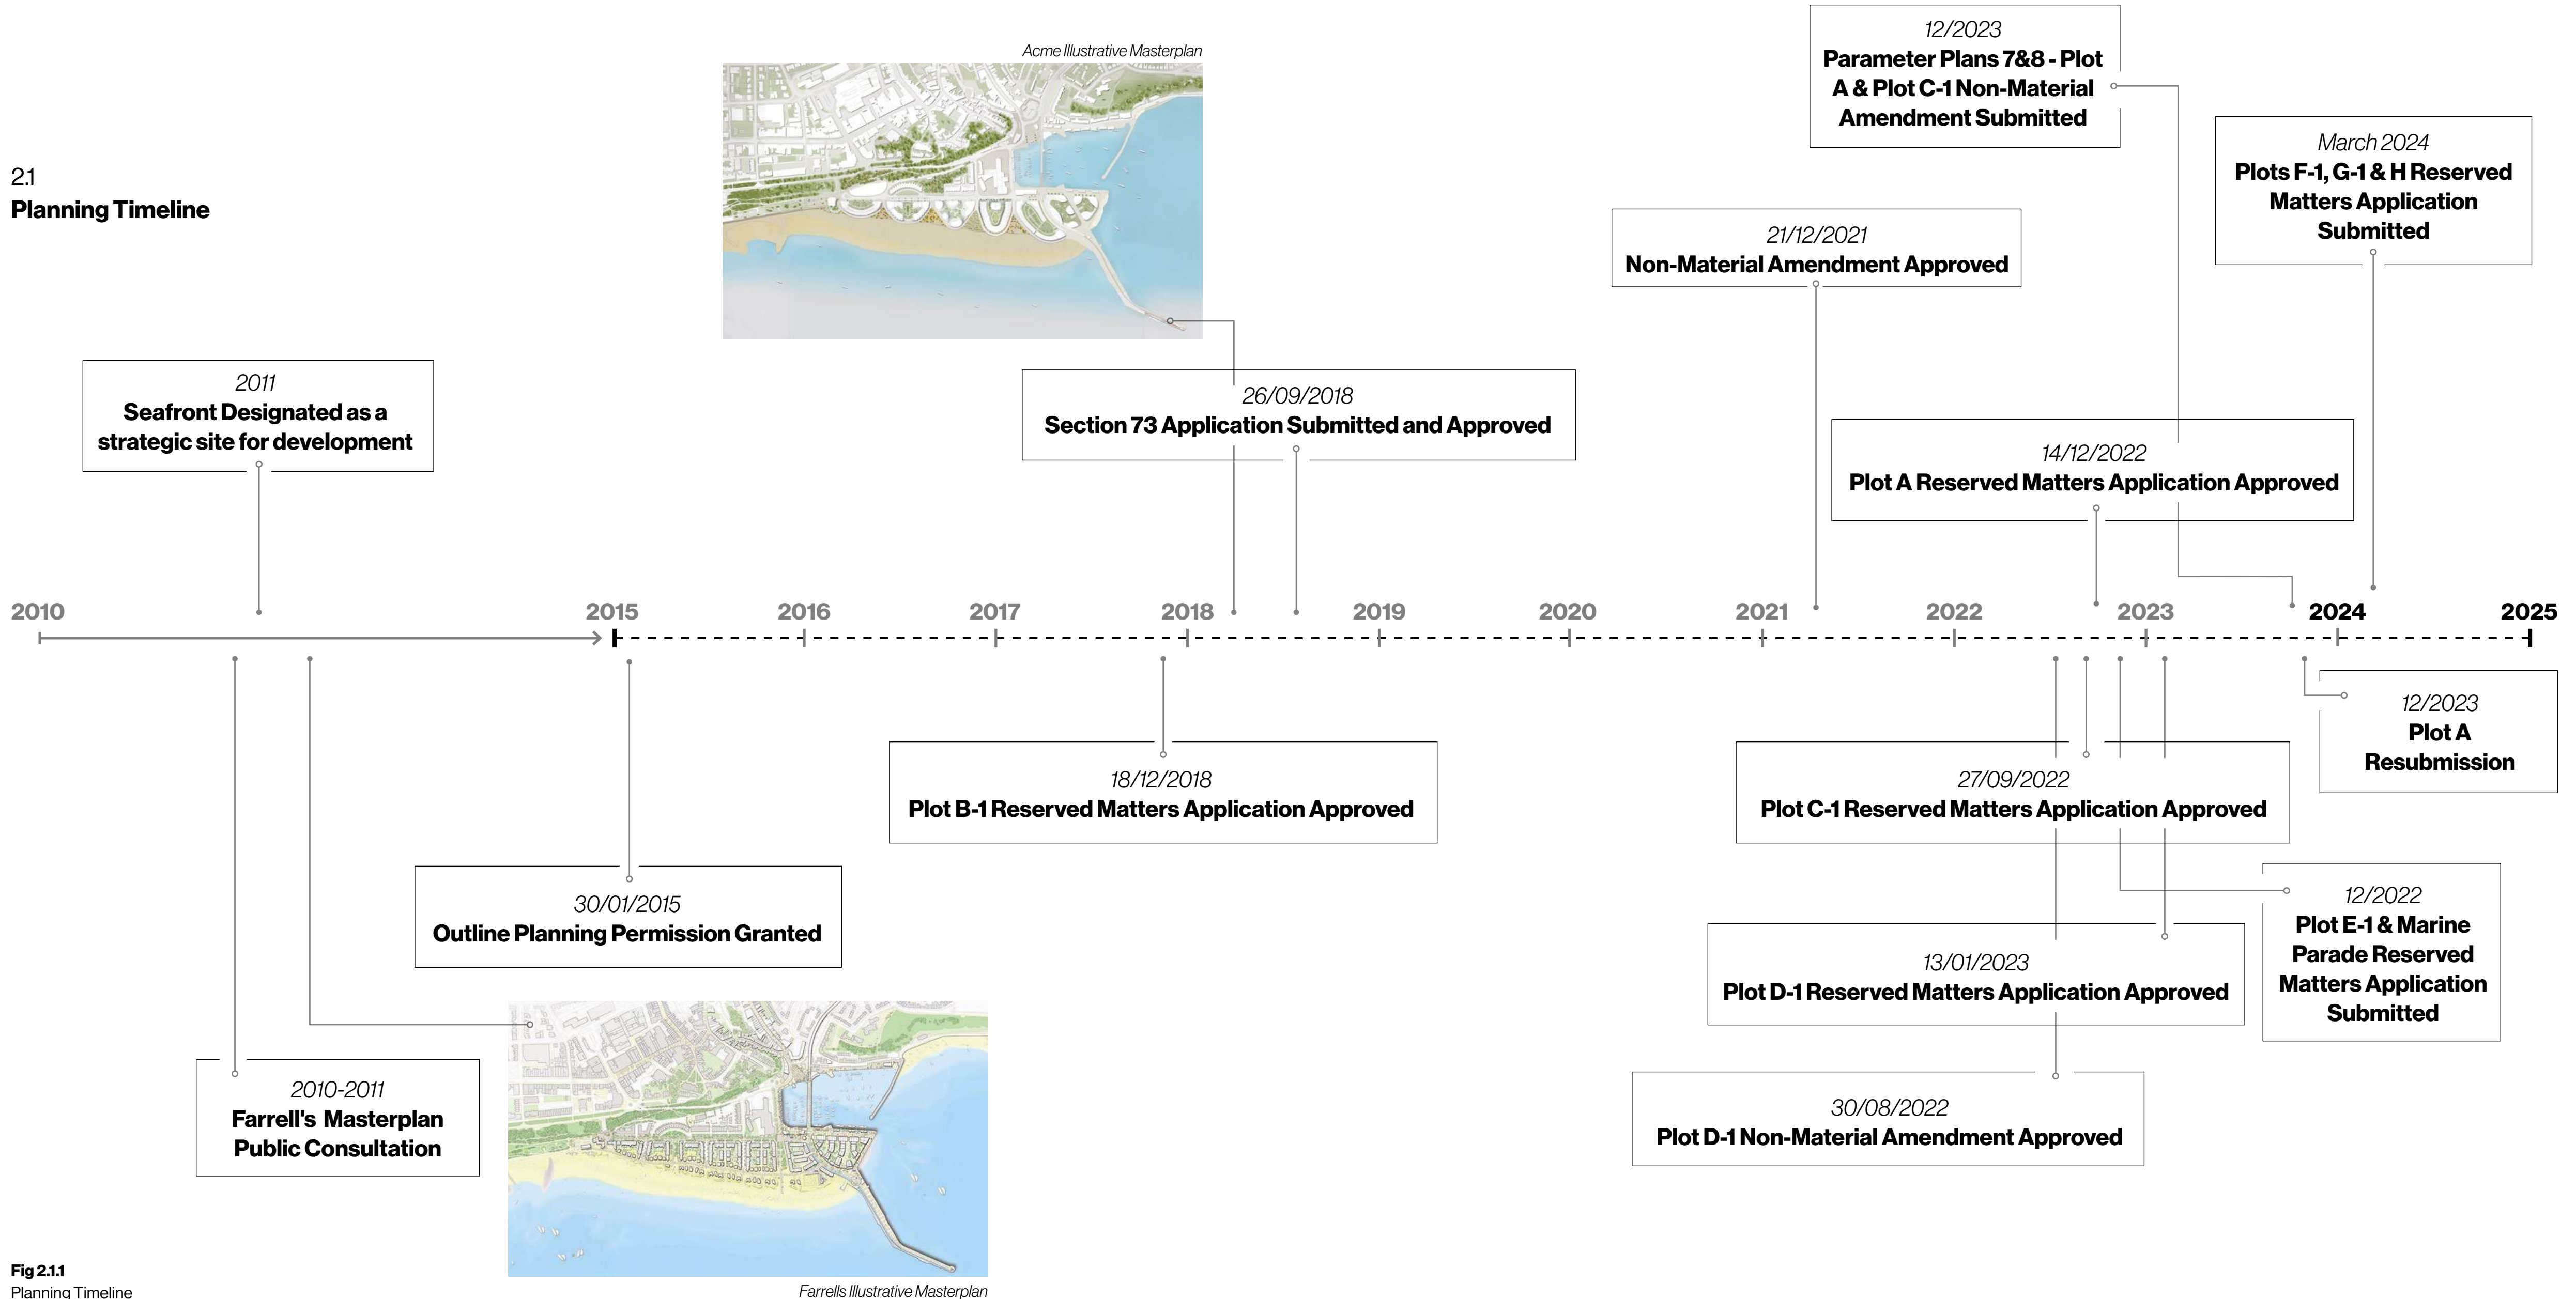 2.1
Planning Timeline
Acme Illustrative Masterplan
12/2023
Parameter Plans 7&8 - Plot
A & Plot C-1 Non-Material
Amendment Submitted
March 2024
Plots F-1, G-1 & H Reserved
Matters Application
Submitted
21/12/2021
Non-Material Amendment Approved
2011
Seafront Designated as a
strategic site for development
26/09/2018
Section 73 Application Submitted and Approved
14/12/2022
Plot A Reserved Matters Application Approved
2010
2015
2016
2017
2018
2019
2020
2021
2022
2023
2024
2025
12/2023
Plot A
Resubmission
18/12/2018
Plot B-1 Reserved Matters Application Approved
27/09/2022
Plot C-1 Reserved Matters Application Approved
30/01/2015
Outline Planning Permission Granted
12/2022
Plot E-1 & Marine
Parade Reserved
Matters Application
Submitted
13/01/2023
Plot D-1 Reserved Matters Application Approved
2010-2011
Farrell's Masterplan
Public Consultation
30/08/2022
Plot D-1 Non-Material Amendment Approved
Farrells Illustrative Masterplan
Fig 2.1.1
Planning Timeline